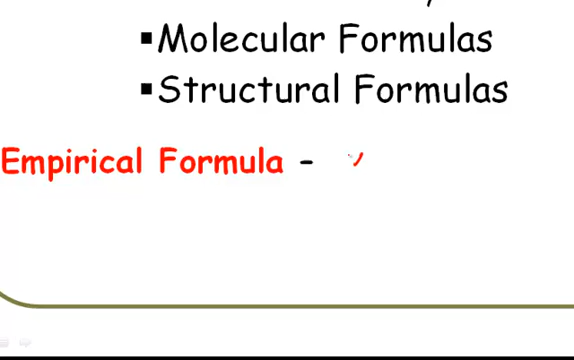 ▪Molecular Formulas
▪Structural Formulas
Empirical Formula -